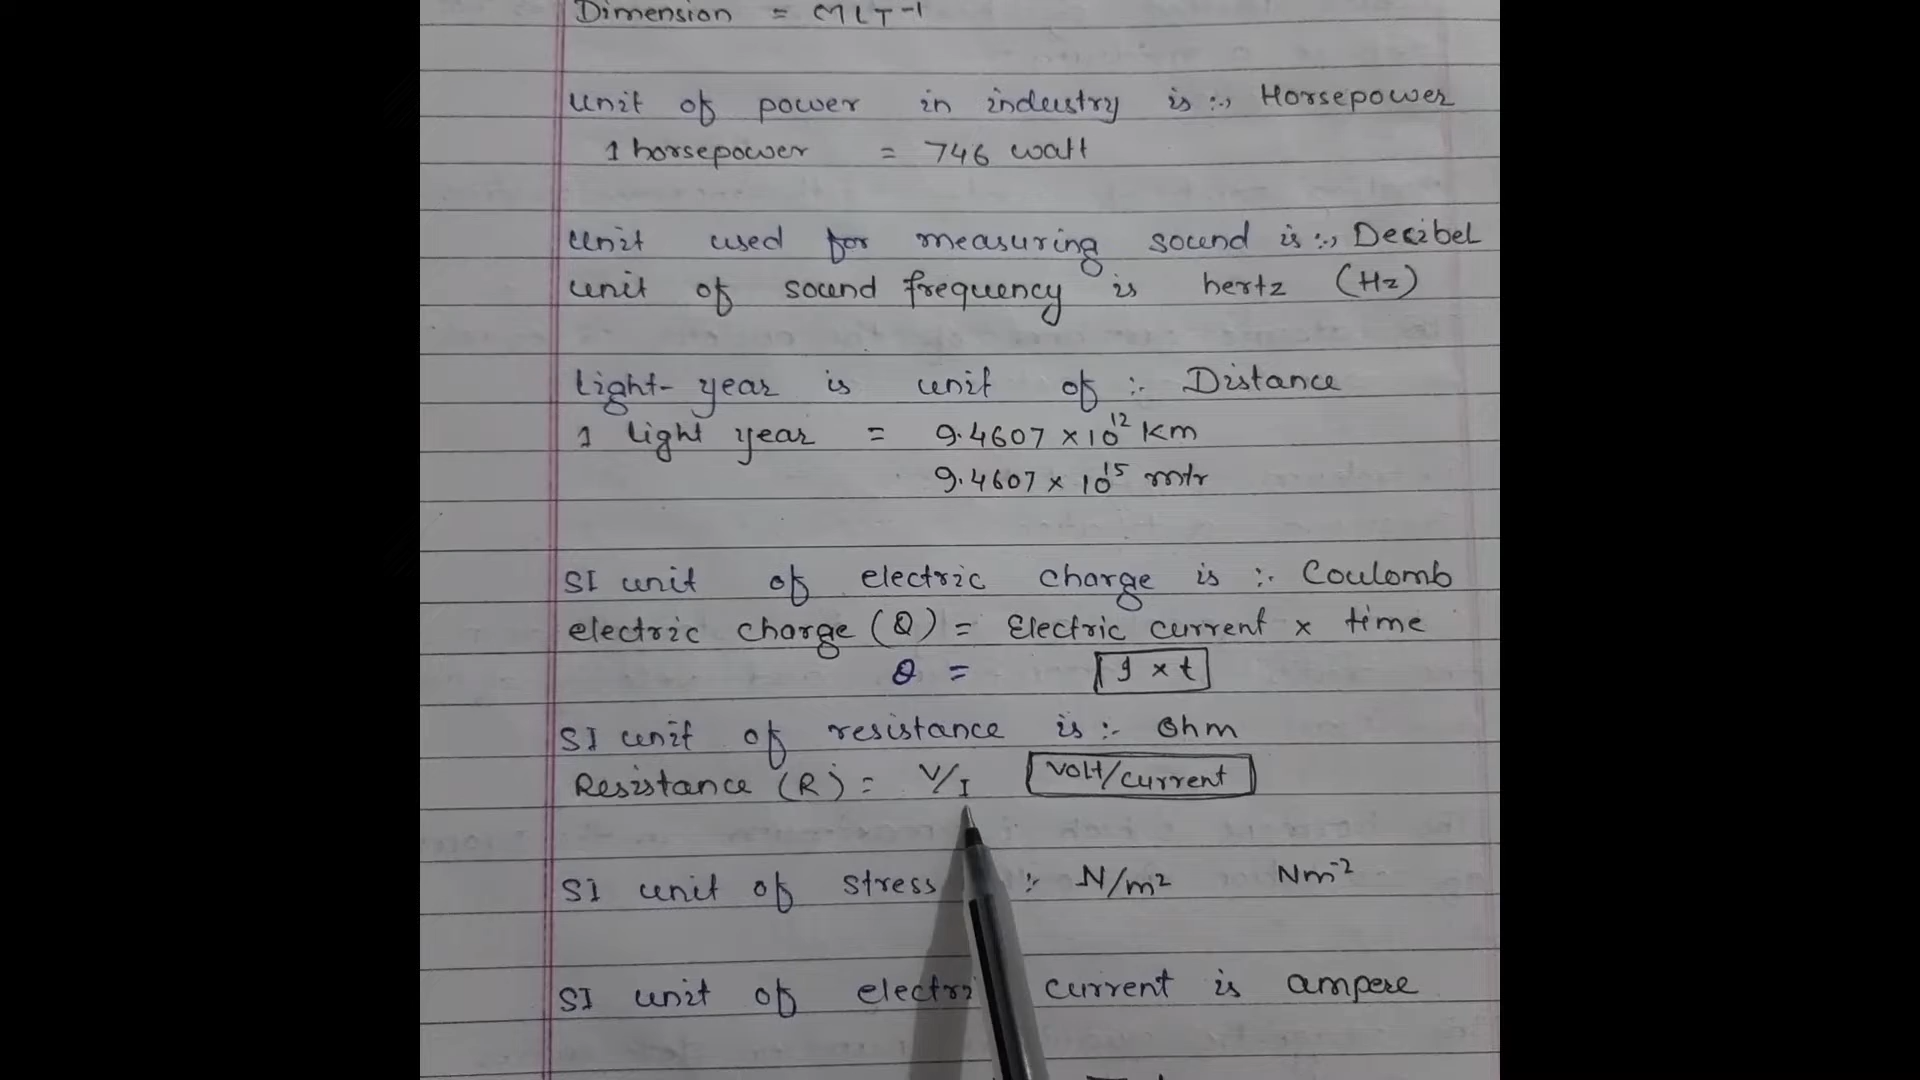 Dimension = MLT⁻¹
Unit of power in industry is :-, Horsepower
1 horsepower = 746 watt
Unit used for measuring sound is :-, Decibel
unit of sound frequency is hertz (Hz)
Light-year is unit of :- Distance
1 light year = 9.4607 × 10¹² Km
9.4607 × 10¹⁵ mtr
SI unit of electric charge is :- Coulomb
electric charge (Q) = Electric current × time
Q = I × t
SI unit of resistance is :- Ohm
Resistance (R) = V/I Volt/current
SI unit of stress :- N/m² Nm⁻²
SI unit of electri current is ampere